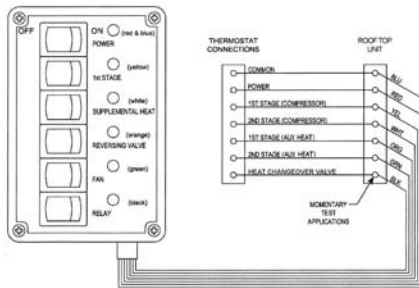 OFF
ON (red & blue)
POWER
(yellow)
1st STAGE
(white)
SUPPLEMENTAL HEAT
(orange)
REVERSING VALVE
(green)
FAN
(black)
RELAY
THERMOSTAT
CONNECTIONS
ROOFTOP
UNIT
COMMON
POWER
1ST STAGE (COMPRESSOR)
2ND STAGE (COMPRESSOR)
1ST STAGE (AUX HEAT)
2ND STAGE (AUX HEAT)
HEAT CHANGEOVER VALVE
BLU
RED
YEL
WHT
ORG
GRN
BLK
MOMENTARY
TEST
APPLICATIONS